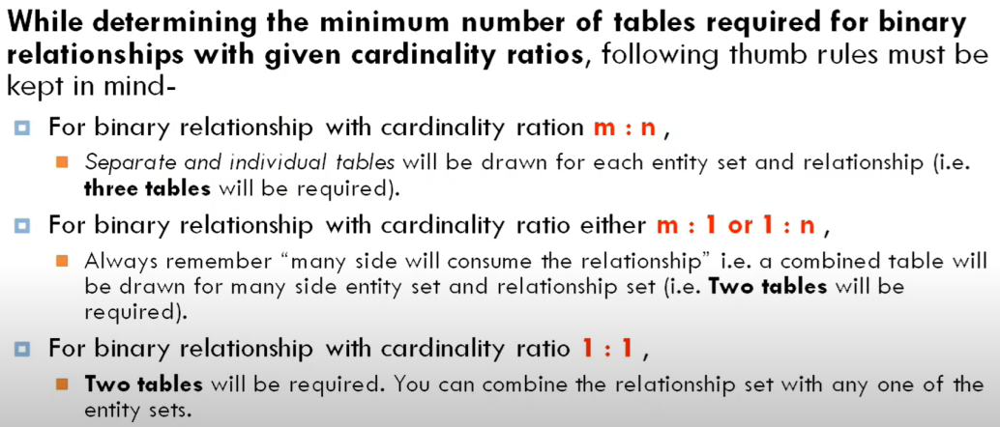 While determining the minimum number of tables required for binary
relationships with given cardinality ratios, following thumb rules must be
kept in mind-
For binary relationship with cardinality ration m : n ,
Separate and individual tables will be drawn for each entity set and relationship (i.e.
three tables will be required).
For binary relationship with cardinality ratio either m : 1 or 1 : n ,
Always remember “many side will consume the relationship” i.e. a combined table will
be drawn for many side entity set and relationship set (i.e. Two tables will be
required).
For binary relationship with cardinality ratio 1 : 1 ,
Two tables will be required. You can combine the relationship set with any one of the
entity sets.